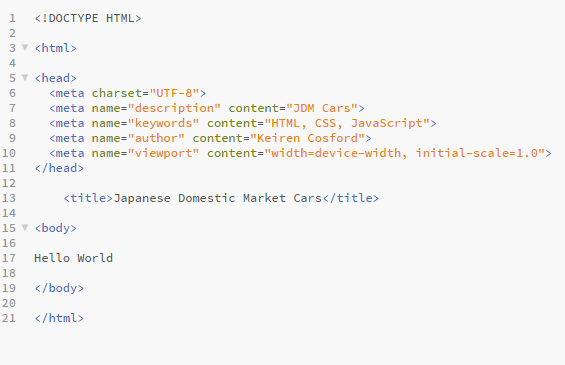 1 <!DOCTYPE HTML>
2
3 <html>
4
5 <head>
6 <meta charset="UTF-8">
7 <meta name="description" content="JDM Cars">
8 <meta name="keywords" content="HTML, CSS, JavaScript">
9 <meta name="author" content="Keiren Cosford">
10 <meta name="viewport" content="width=device-width, initial-scale=1.0">
11 </head>
12
13 <title>Japanese Domestic Market Cars</title>
14
15 <body>
16
17 Hello World
18
19 </body>
20
21 </html>